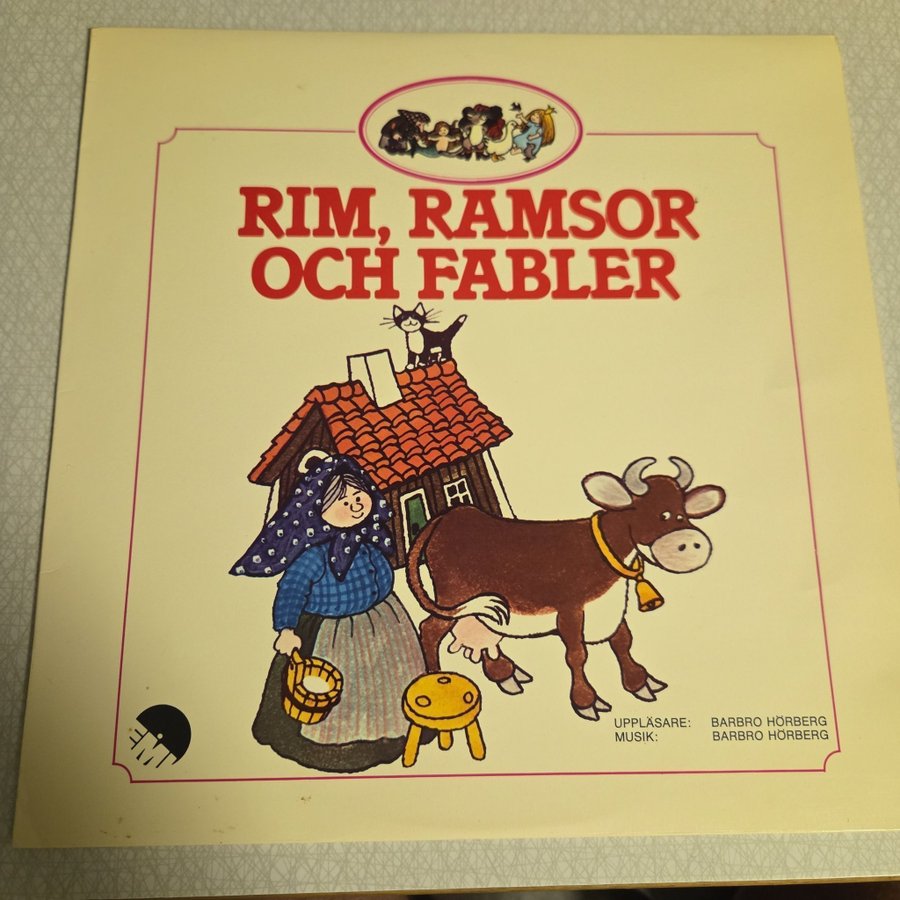 RIM, RAMSOR
OCH FABLER
UPPLÄSARE: BARBRO HÖRBERG
MUSIK: BARBRO HÖRBERG
EMI